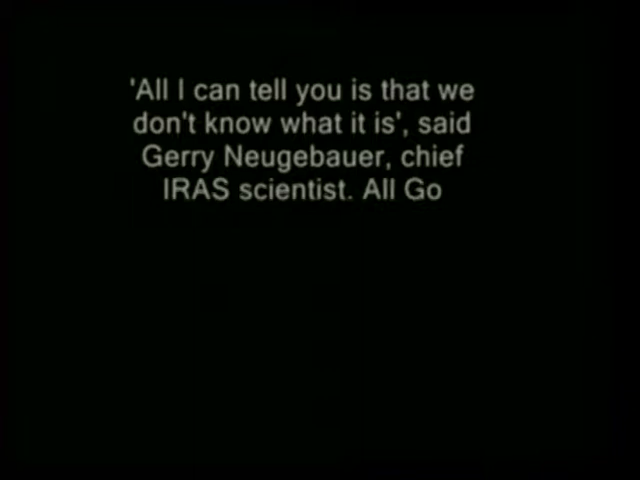 'All I can tell you is that we
don't know what it is', said
Gerry Neugebauer, chief
IRAS scientist. All Go